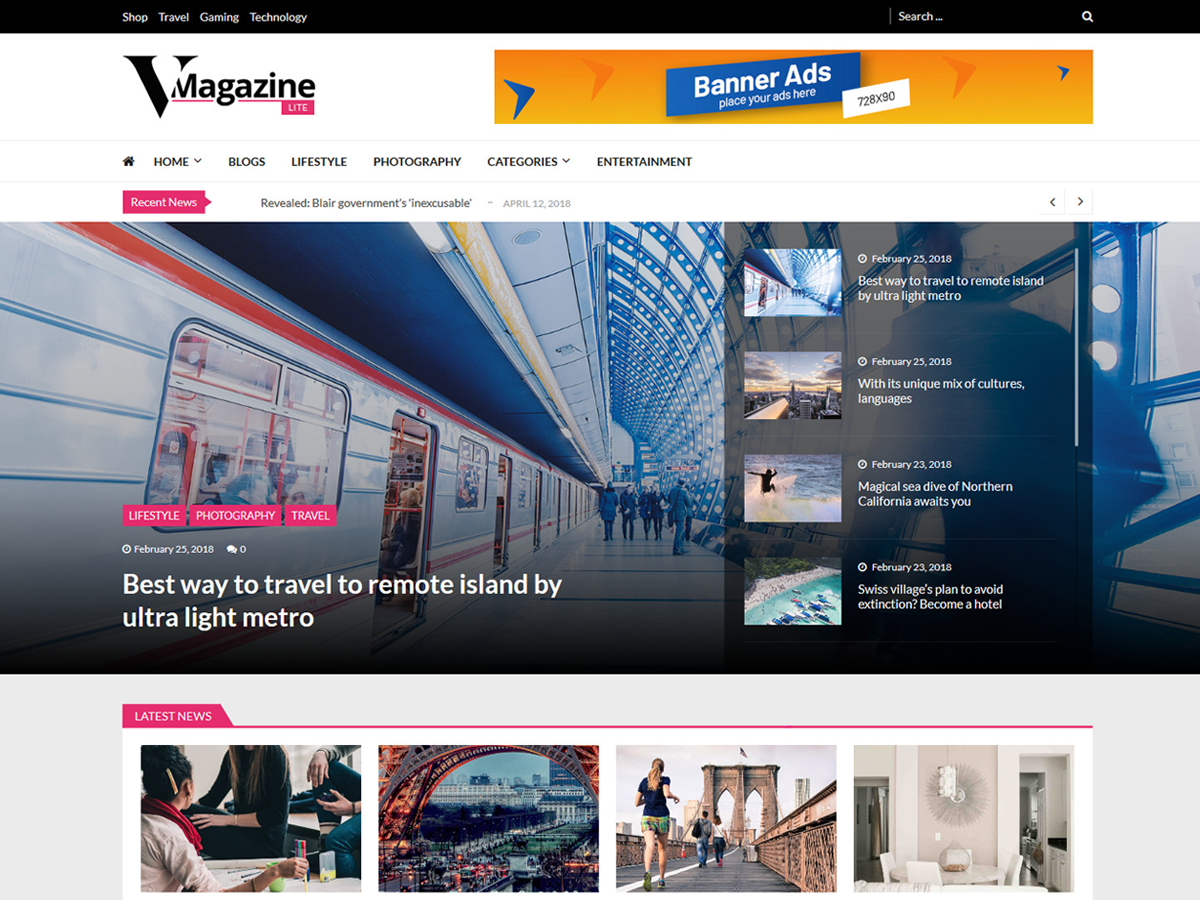 Shop Travel Gaming Technology
Search ...
VMagazine
LITE
Banner Ads
place your ads here
728X90
HOME BLOGS LIFESTYLE PHOTOGRAPHY CATEGORIES ENTERTAINMENT
Recent News
Revealed: Blair government's 'inexcusable' - APRIL 12, 2018
LIFESTYLE PHOTOGRAPHY TRAVEL
February 25, 2018 0
Best way to travel to remote island by
ultra light metro
February 25, 2018
Best way to travel to remote island
by ultra light metro
February 25, 2018
With its unique mix of cultures,
languages
February 23, 2018
Magical sea dive of Northern
California awaits you
February 23, 2018
Swiss village's plan to avoid
extinction? Become a hotel
LATEST NEWS